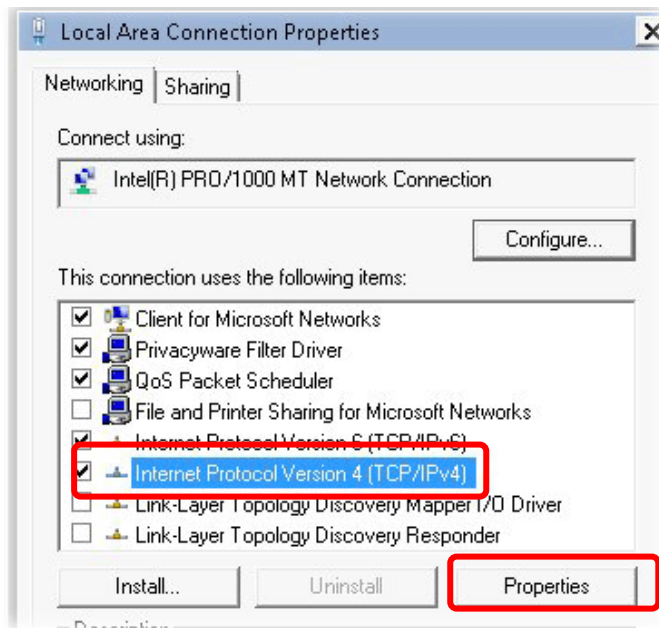 Local Area Connection Properties
Networking
Sharing
Connect using:
Intel(R) PRO/1000 MT Network Connection
Configure...
This connection uses the following items:
Client for Microsoft Networks
Privacyware Filter Driver
QoS Packet Scheduler
File and Printer Sharing for Microsoft Networks
Internet Protocol Version 6 (TCP/IPv6)
Internet Protocol Version 4 (TCP/IPv4)
Link-Layer Topology Discovery Mapper I/O Driver
Link-Layer Topology Discovery Responder
Install...
Uninstall
Properties
Description